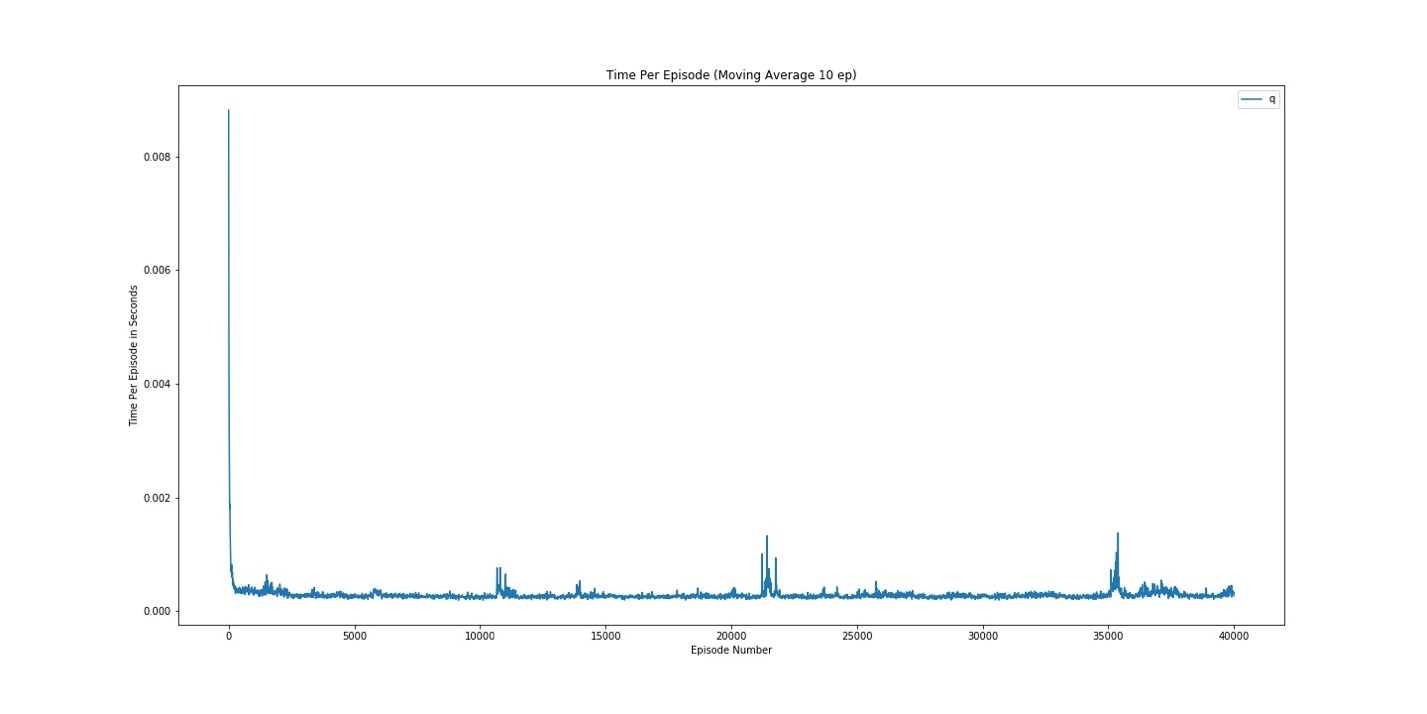 Time Per Episode (Moving Average 10 ep)
q
0.008
0.006
0.004
0.002
0.000
Time Per Episode in Seconds
0 5000 10000 15000 20000 25000 30000 35000 40000
Episode Number